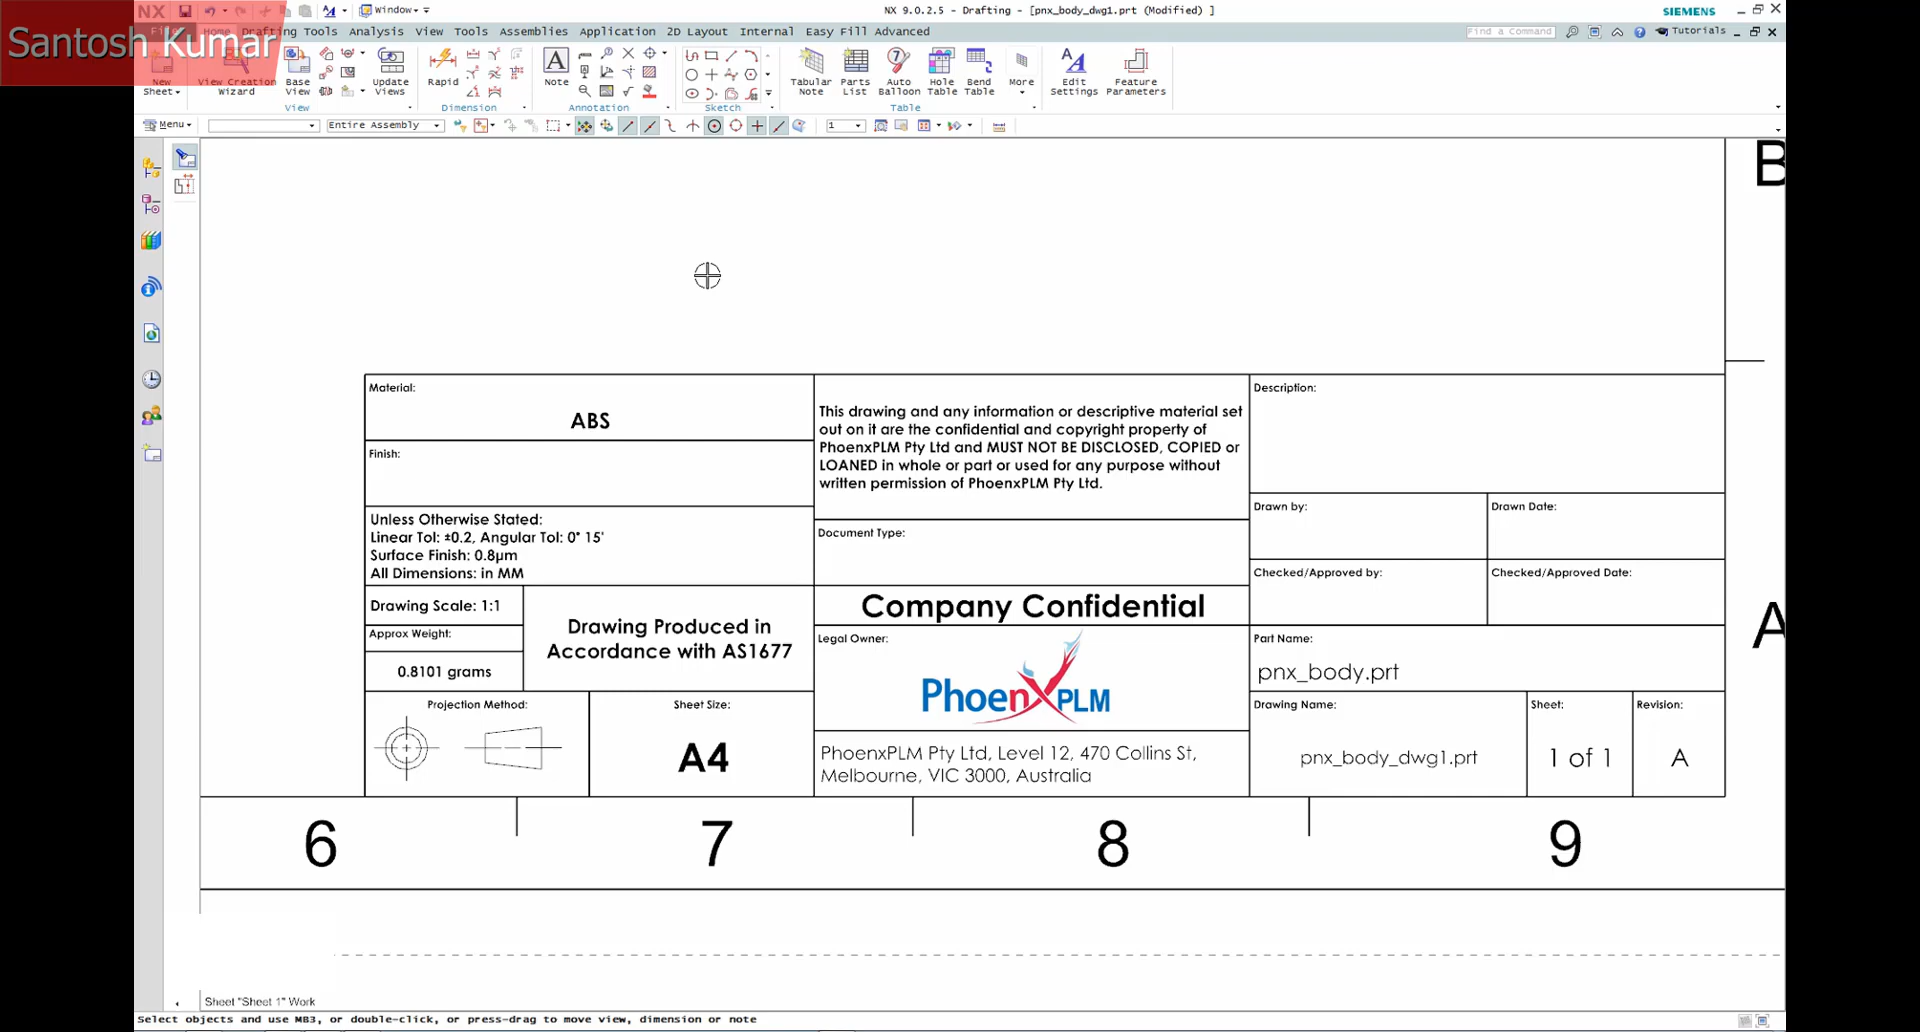 NX
Window
NX 9.0.2.5 - Drafting - [pnx_body_dwg1.prt (Modified) ]
SIEMENS
Santosh Kumar
File
Home
Drafting Tools
Analysis
View
Tools
Assemblies
Application
2D Layout
Internal
Easy Fill Advanced
Find a Command
Tutorials
New Sheet
View Creation Wizard
Base View
Update Views
Rapid
Note
A
Tabular Note
Parts List
Auto Balloon
Hole Table
Bend Table
More
Edit Settings
Feature Parameters
View
Dimension
Annotation
Sketch
Table
Menu
Entire Assembly
1
B
Material:
ABS
Finish:
Unless Otherwise Stated:
Linear Tol: ±0.2, Angular Tol: 0° 15'
Surface Finish: 0.8µm
All Dimensions: in MM
Drawing Scale: 1:1
Approx Weight:
0.8101 grams
Drawing Produced in
Accordance with AS1677
Projection Method:
Sheet Size:
A4
This drawing and any information or descriptive material set
out on it are the confidential and copyright property of
PhoenxPLM Pty Ltd and MUST NOT BE DISCLOSED, COPIED or
LOANED in whole or part or used for any purpose without
written permission of PhoenxPLM Pty Ltd.
Document Type:
Company Confidential
Legal Owner:
PhoenX PLM
PhoenxPLM Pty Ltd, Level 12, 470 Collins St,
Melbourne, VIC 3000, Australia
Description:
Drawn by:
Drawn Date:
Checked/Approved by:
Checked/Approved Date:
Part Name:
pnx_body.prt
Drawing Name:
pnx_body_dwg1.prt
Sheet:
1 of 1
Revision:
A
A
6
7
8
9
Sheet "Sheet 1" Work
Select objects and use MB3, or double-click, or press-drag to move view, dimension or note